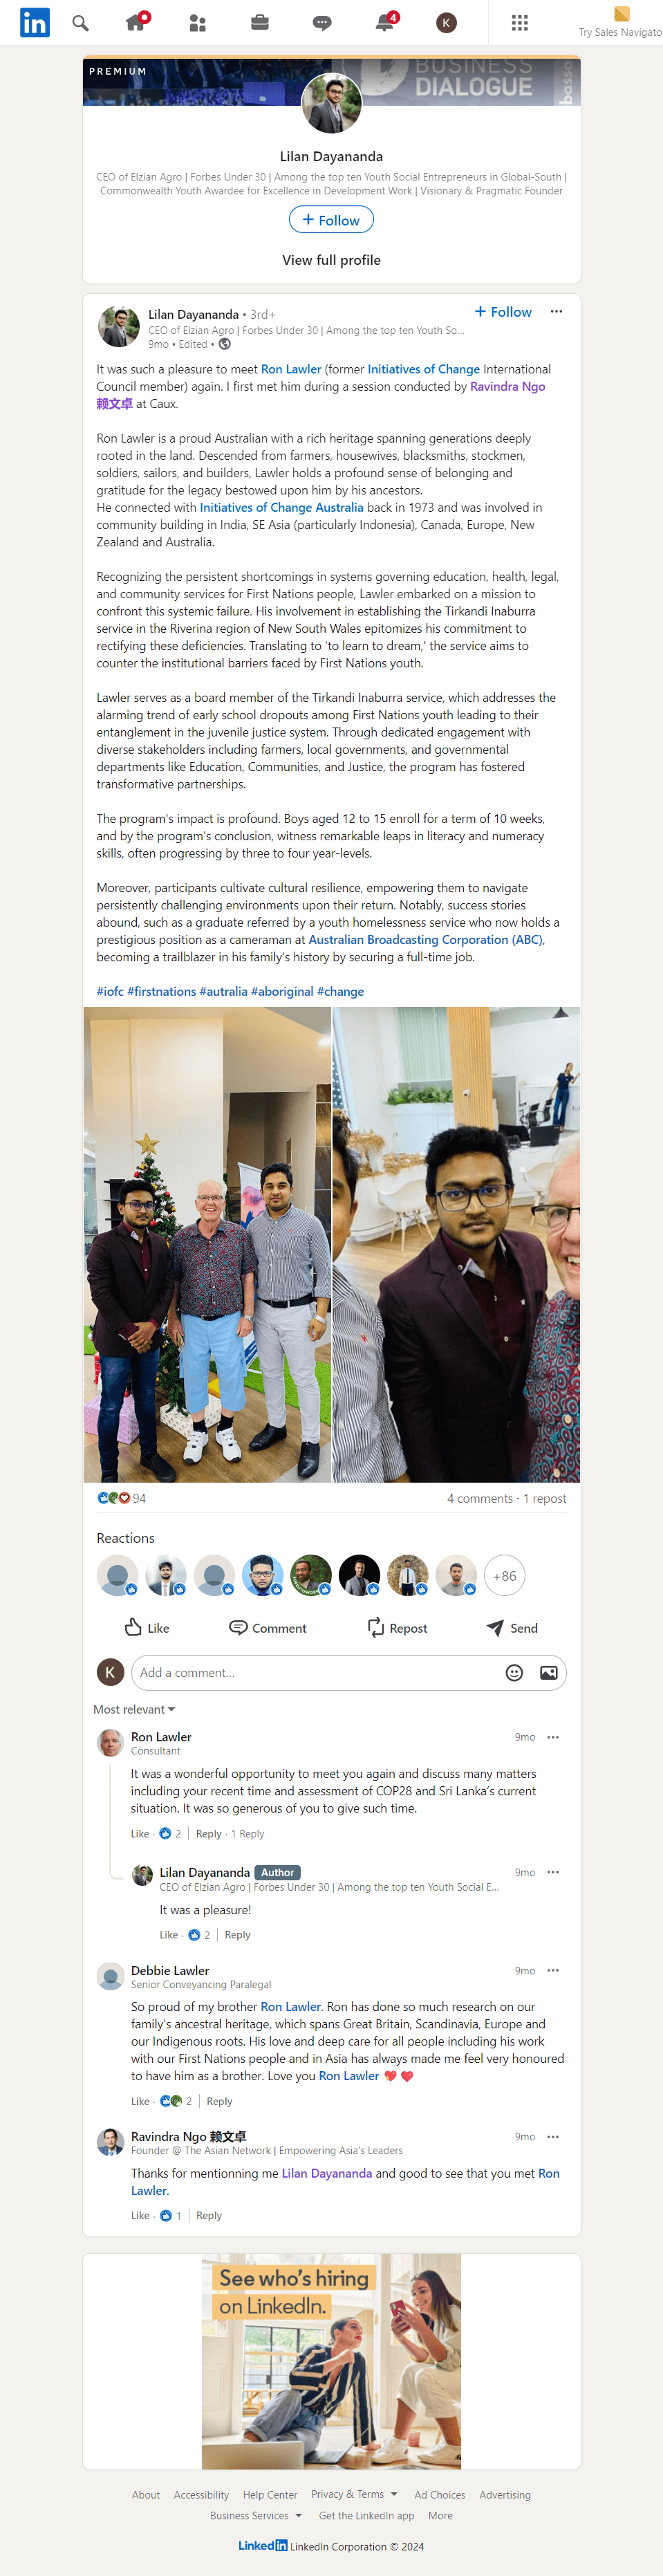 in
4
K
Try Sales Navigato
PREMIUM
BUSINESS
DIALOGUE
bassa
Lilan Dayananda
CEO of Elzian Agro | Forbes Under 30 | Among the top ten Youth Social Entrepreneurs in Global-South |
Commonwealth Youth Awardee for Excellence in Development Work | Visionary & Pragmatic Founder
+ Follow
View full profile
Lilan Dayananda • 3rd+
+ Follow
CEO of Elzian Agro | Forbes Under 30 | Among the top ten Youth So...
9mo • Edited •
It was such a pleasure to meet Ron Lawler (former Initiatives of Change International
Council member) again. I first met him during a session conducted by Ravindra Ngo
赖文卓 at Caux.
Ron Lawler is a proud Australian with a rich heritage spanning generations deeply
rooted in the land. Descended from farmers, housewives, blacksmiths, stockmen,
soldiers, sailors, and builders, Lawler holds a profound sense of belonging and
gratitude for the legacy bestowed upon him by his ancestors.
He connected with Initiatives of Change Australia back in 1973 and was involved in
community building in India, SE Asia (particularly Indonesia), Canada, Europe, New
Zealand and Australia.
Recognizing the persistent shortcomings in systems governing education, health, legal,
and community services for First Nations people, Lawler embarked on a mission to
confront this systemic failure. His involvement in establishing the Tirkandi Inaburra
service in the Riverina region of New South Wales epitomizes his commitment to
rectifying these deficiencies. Translating to 'to learn to dream,' the service aims to
counter the institutional barriers faced by First Nations youth.
Lawler serves as a board member of the Tirkandi Inaburra service, which addresses the
alarming trend of early school dropouts among First Nations youth leading to their
entanglement in the juvenile justice system. Through dedicated engagement with
diverse stakeholders including farmers, local governments, and governmental
departments like Education, Communities, and Justice, the program has fostered
transformative partnerships.
The program's impact is profound. Boys aged 12 to 15 enroll for a term of 10 weeks,
and by the program's conclusion, witness remarkable leaps in literacy and numeracy
skills, often progressing by three to four year-levels.
Moreover, participants cultivate cultural resilience, empowering them to navigate
persistently challenging environments upon their return. Notably, success stories
abound, such as a graduate referred by a youth homelessness service who now holds a
prestigious position as a cameraman at Australian Broadcasting Corporation (ABC),
becoming a trailblazer in his family's history by securing a full-time job.
#iofc #firstnations #autralia #aboriginal #change
94
4 comments · 1 repost
Reactions
+86
Like
Comment
Repost
Send
K
Add a comment...
Most relevant
Ron Lawler
9mo
Consultant
It was a wonderful opportunity to meet you again and discuss many matters
including your recent time and assessment of COP28 and Sri Lanka's current
situation. It was so generous of you to give such time.
Like · 2 | Reply · 1 Reply
Lilan Dayananda Author
9mo
CEO of Elzian Agro | Forbes Under 30 | Among the top ten Youth Social E...
It was a pleasure!
Like · 2 | Reply
Debbie Lawler
9mo
Senior Conveyancing Paralegal
So proud of my brother Ron Lawler. Ron has done so much research on our
family's ancestral heritage, which spans Great Britain, Scandinavia, Europe and
our Indigenous roots. His love and deep care for all people including his work
with our First Nations people and in Asia has always made me feel very honoured
to have him as a brother. Love you Ron Lawler 💖 ❤️
Like · 2 | Reply
Ravindra Ngo 赖文卓
9mo
Founder @ The Asian Network | Empowering Asia's Leaders
Thanks for mentionning me Lilan Dayananda and good to see that you met Ron
Lawler.
Like · 1 | Reply
See who's hiring
on LinkedIn.
About
Accessibility
Help Center
Privacy & Terms
Ad Choices
Advertising
Business Services
Get the LinkedIn app
More
LinkedIn LinkedIn Corporation © 2024